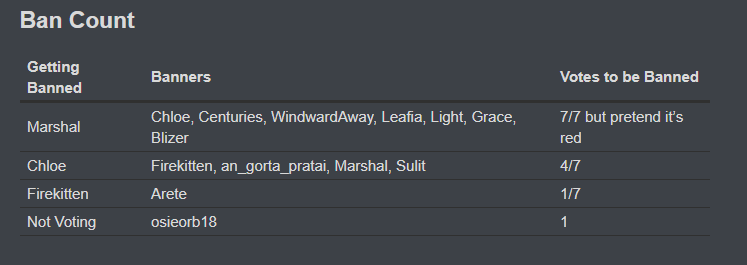 Ban Count
Getting
Banned
Banners
Votes to be Banned
Marshal
Chloe, Centuries, WindwardAway, Leafia, Light, Grace,
Blizer
7/7 but pretend it's
red
Chloe
Firekitten, an_gorta_pratai, Marshal, Sulit
4/7
Firekitten
Arete
1/7
Not Voting
osieorb18
1